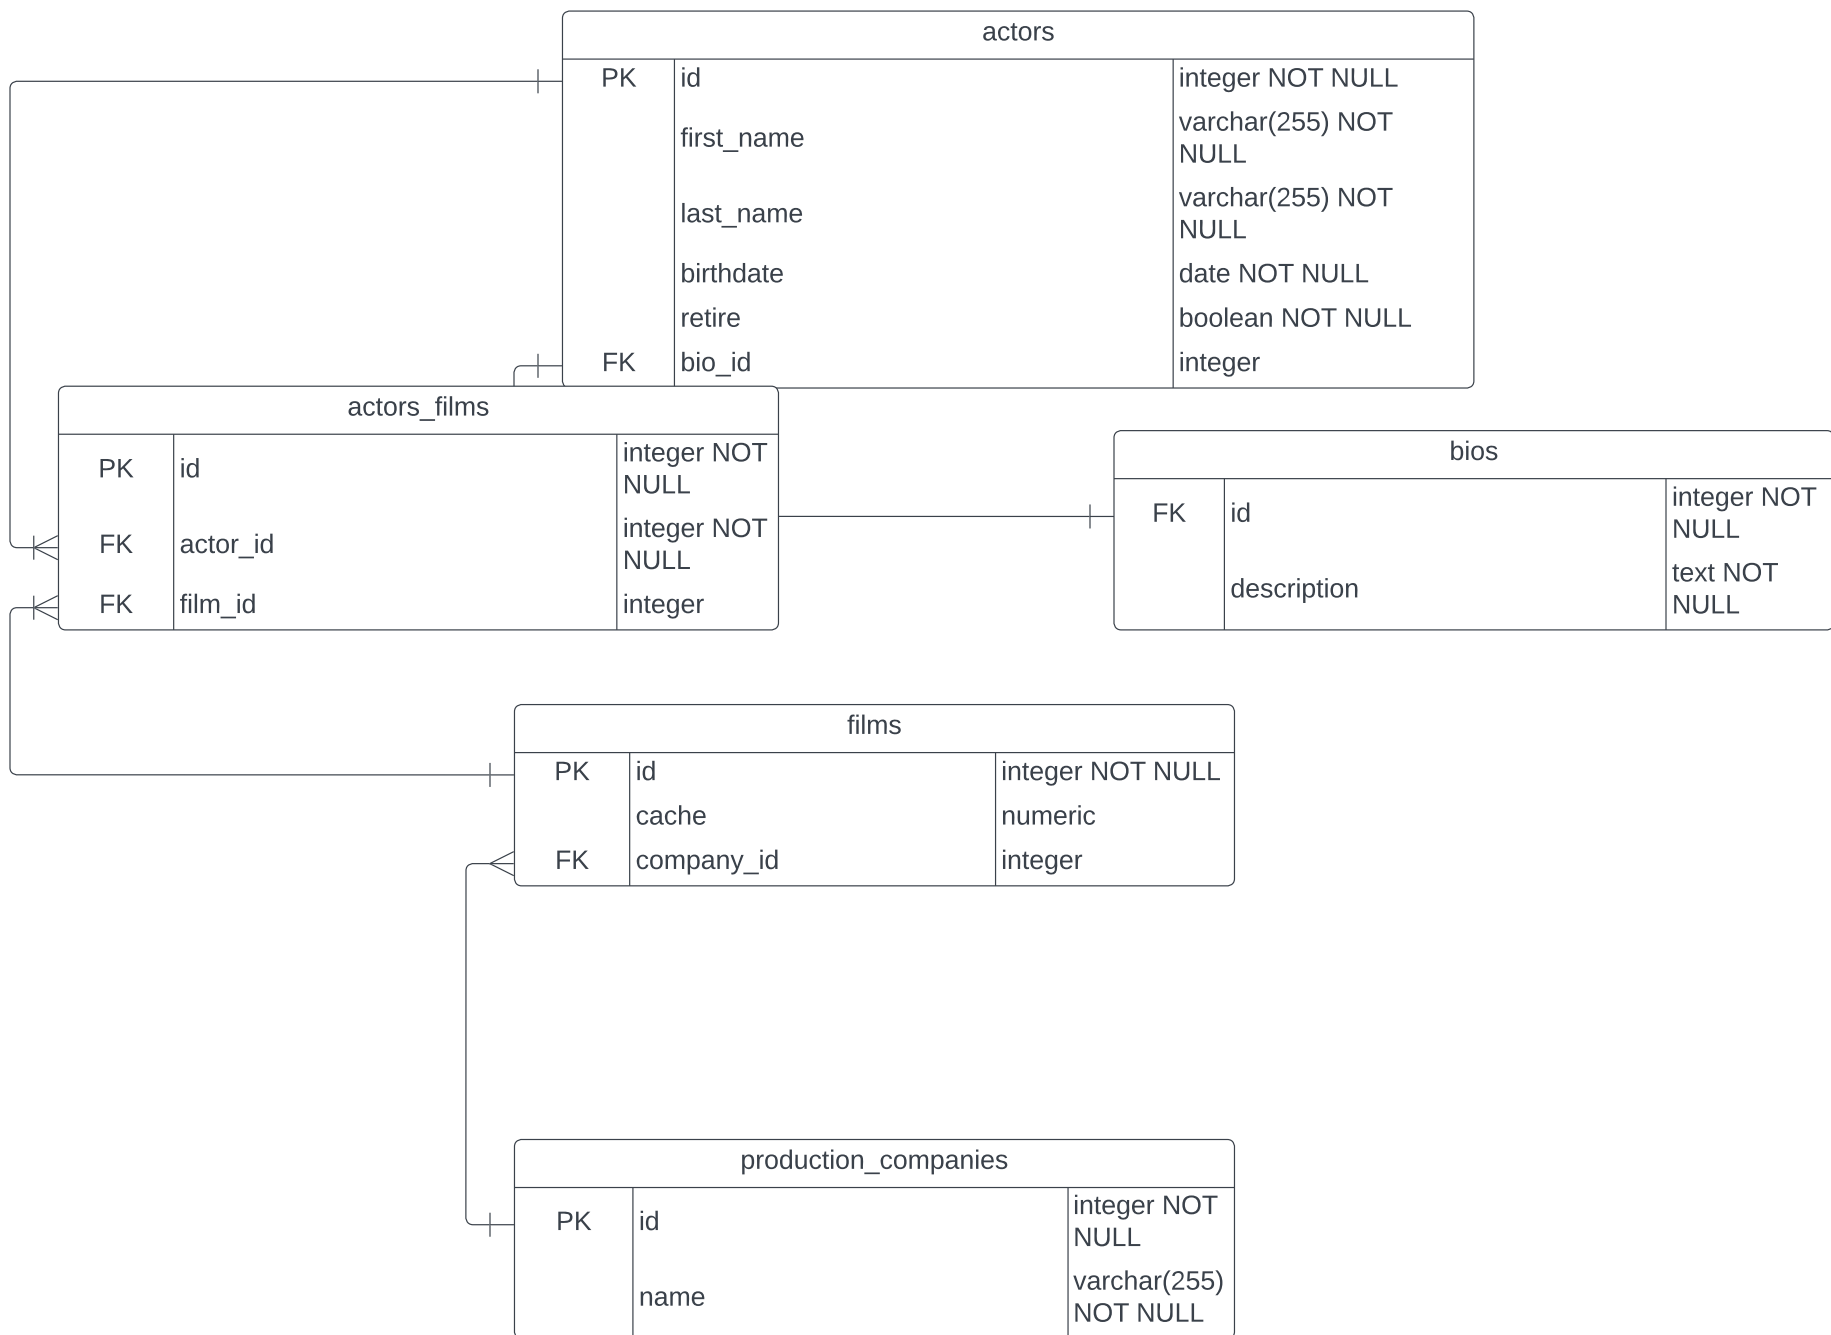 actors
PK id integer NOT NULL
first_name varchar(255) NOT
NULL
last_name varchar(255) NOT
NULL
birthdate date NOT NULL
retire boolean NOT NULL
FK bio_id integer
actors_films
PK id integer NOT
NULL
FK actor_id integer NOT
NULL
FK film_id integer
bios
FK id integer NOT
NULL
description text NOT
NULL
films
PK id integer NOT NULL
cache numeric
FK company_id integer
production_companies
PK id integer NOT
NULL
name varchar(255)
NOT NULL